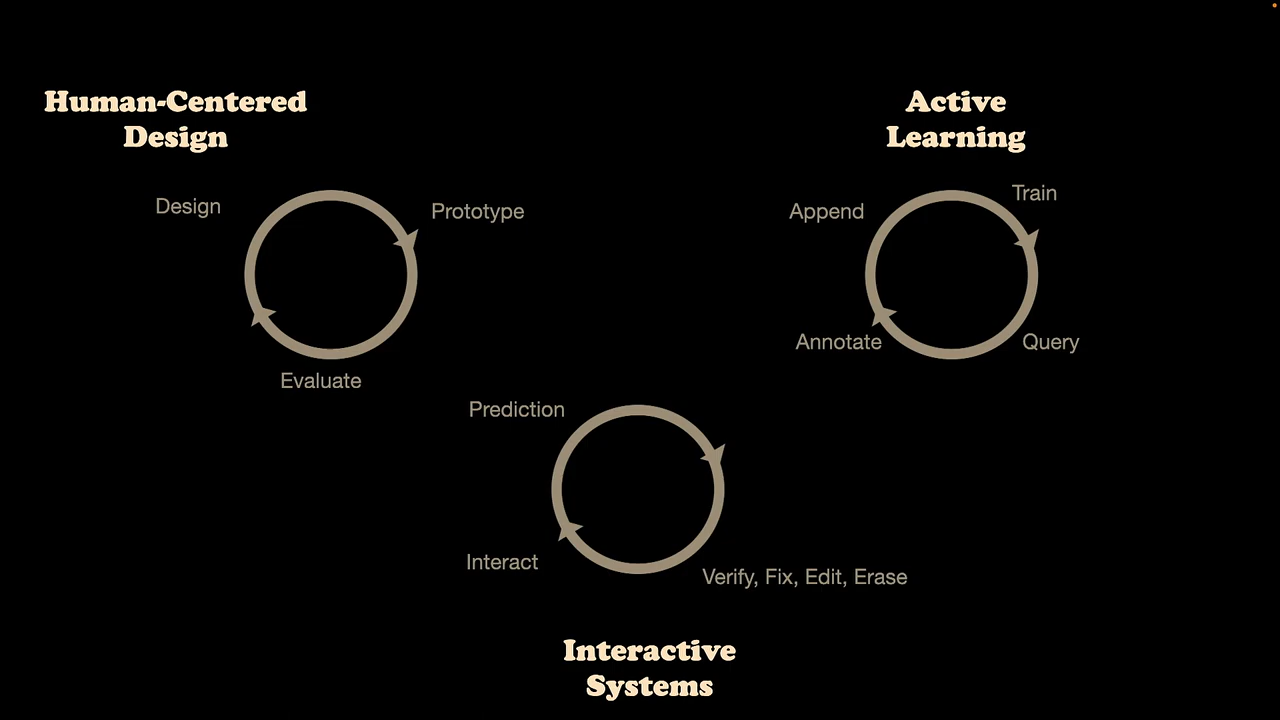 Human-Centered
Design
Design
Prototype
Evaluate
Active
Learning
Append
Train
Annotate
Query
Prediction
Interact
Verify, Fix, Edit, Erase
Interactive
Systems